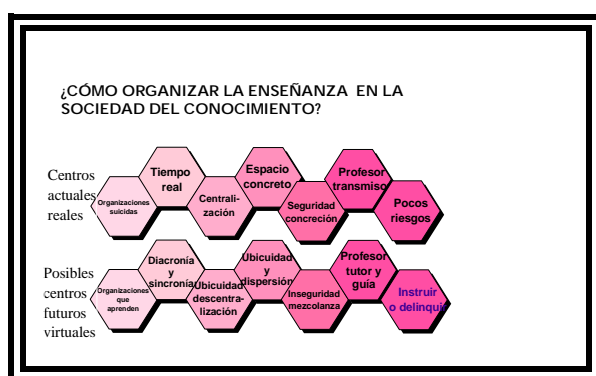 ¿CÓMO ORGANIZAR LA ENSEÑANZA EN LA
SOCIEDAD DEL CONOCIMIENTO?
Centros
actuales
reales
Organizaciones
suicidas
Tiempo
real
Centrali-
zación
Espacio
concreto
Seguridad
concreción
Profesor
transmiso
Pocos
riesgos
Posibles
centros
futuros
virtuales
Organizaciones
que
aprenden
Diacronía
y
sincronía
Ubicuidad
descentra-
lización
Ubicuidad
y
dispersión
Inseguridad
mezcolanza
Profesor
tutor y
guía
Instruir
o delinqui